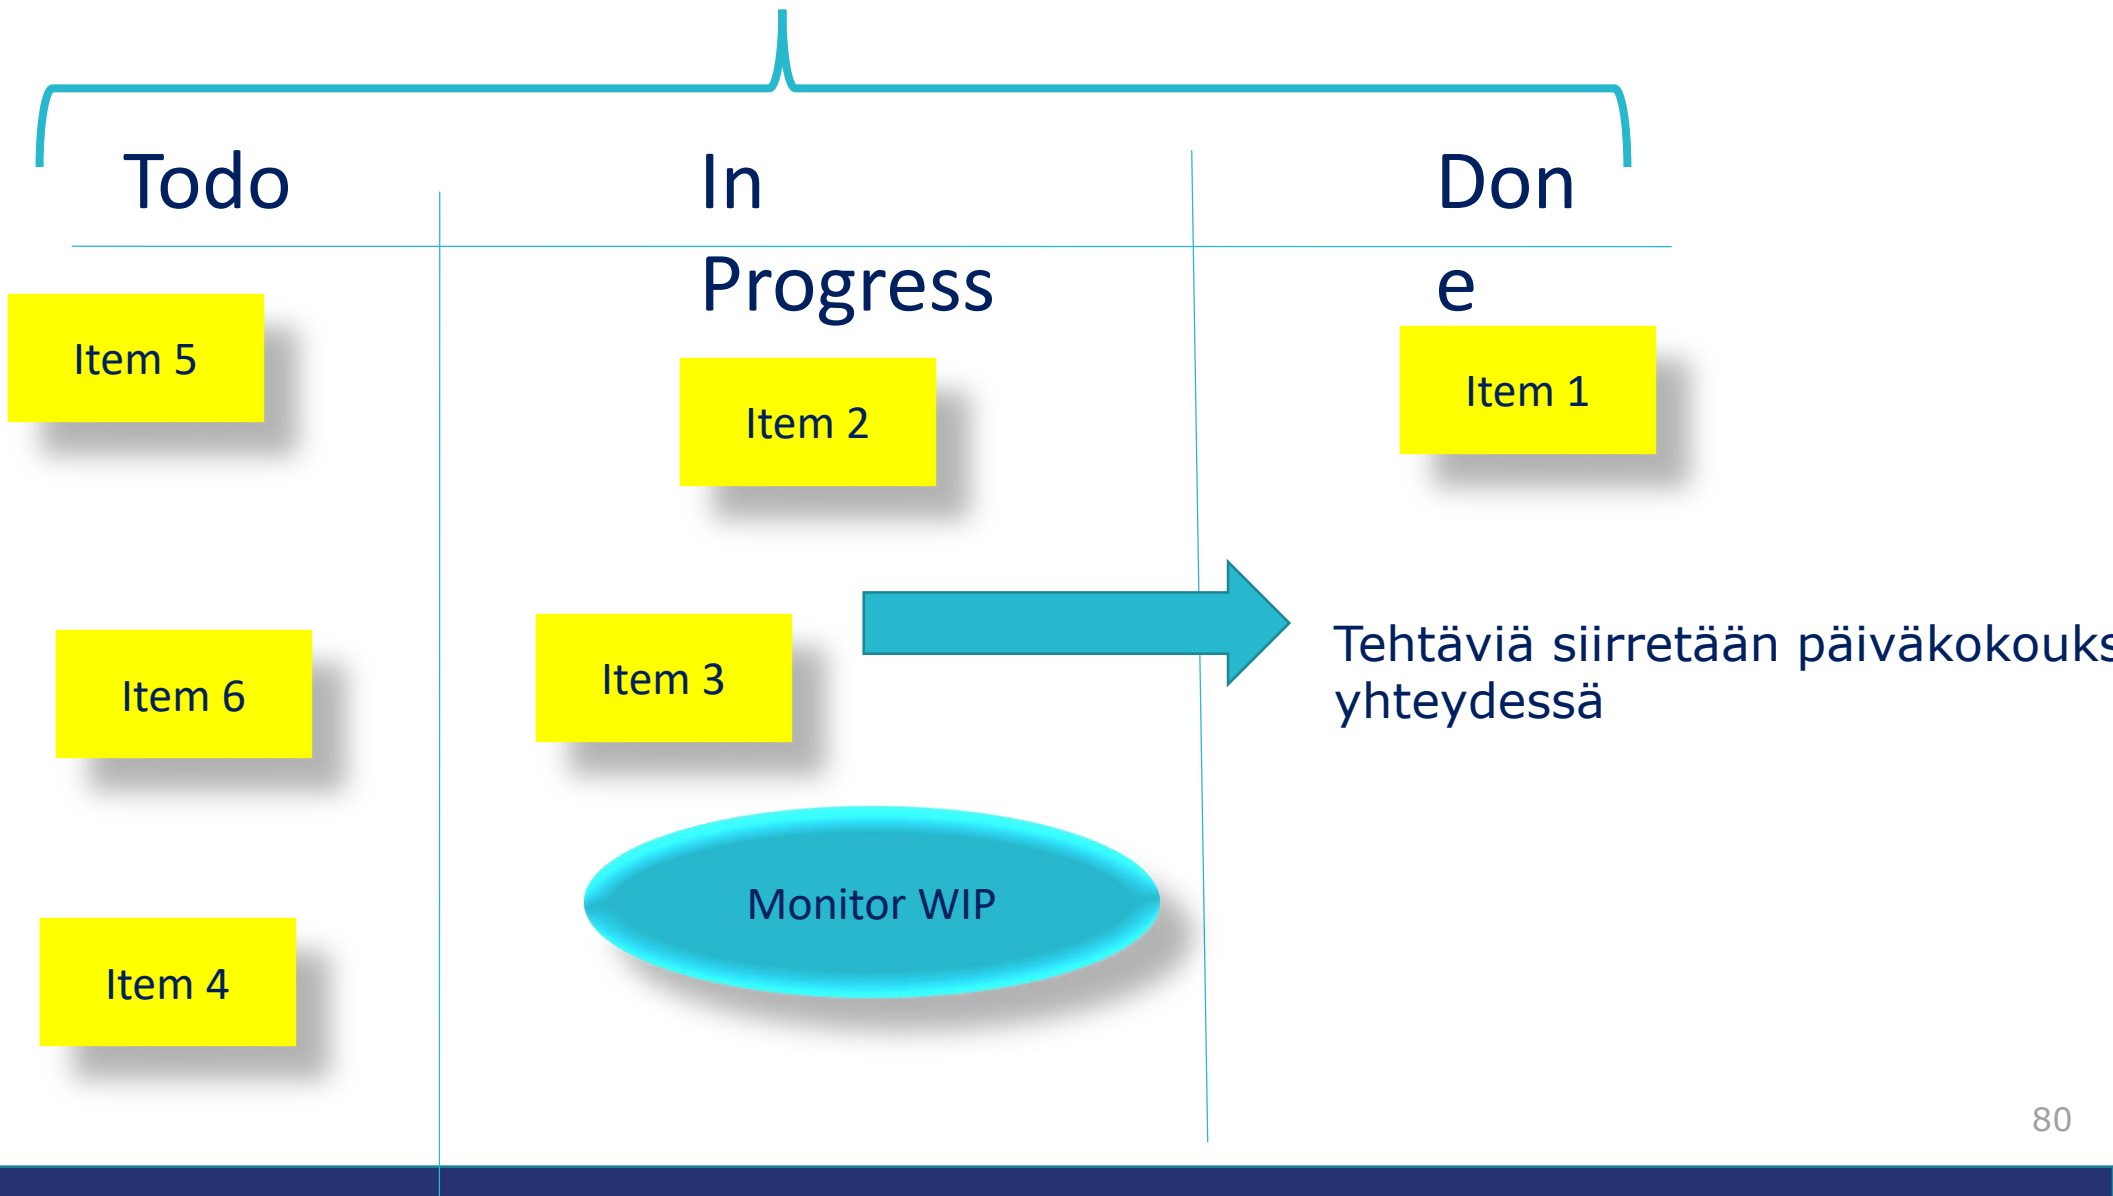 Todo
In
Progress
Don
e
Item 5
Item 2
Item 1
Item 6
Item 3
Tehtäviä siirretään päiväkokouks
yhteydessä
Monitor WIP
Item 4
80